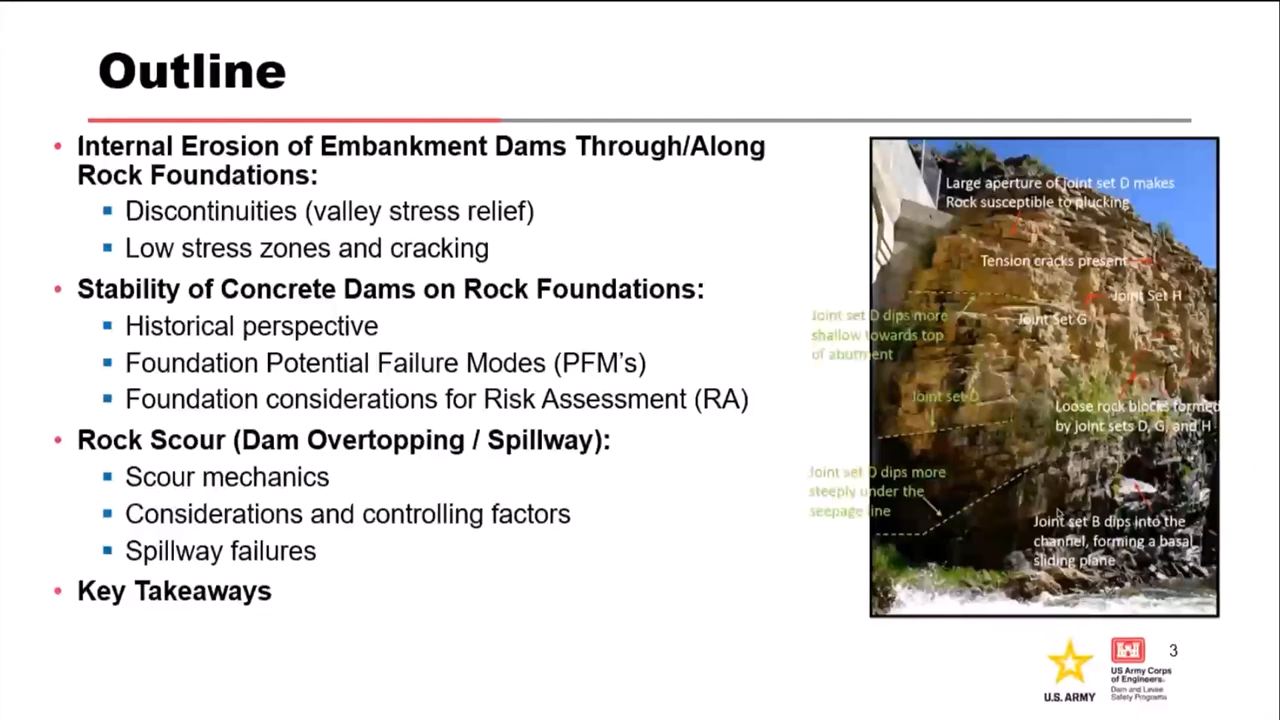 Outline
• Internal Erosion of Embankment Dams Through/Along
Rock Foundations:
▪ Discontinuities (valley stress relief)
▪ Low stress zones and cracking
• Stability of Concrete Dams on Rock Foundations:
▪ Historical perspective
▪ Foundation Potential Failure Modes (PFM's)
▪ Foundation considerations for Risk Assessment (RA)
• Rock Scour (Dam Overtopping / Spillway):
▪ Scour mechanics
▪ Considerations and controlling factors
▪ Spillway failures
• Key Takeaways
Large aperture of joint set D makes
Rock susceptible to plucking
Tension cracks present
Joint Set H
Joint Set G
Joint set D dips more
shallow towards top
of abutment
Joint set D
Loose rock blocks formed
by joint sets D, G, and H
Joint set D dips more
steeply under the
seepage line
Joint set B dips into the
channel, forming a basal
sliding plane
3
U.S. ARMY
US Army Corps
of Engineers.
Dam and Levee
Safety Programs